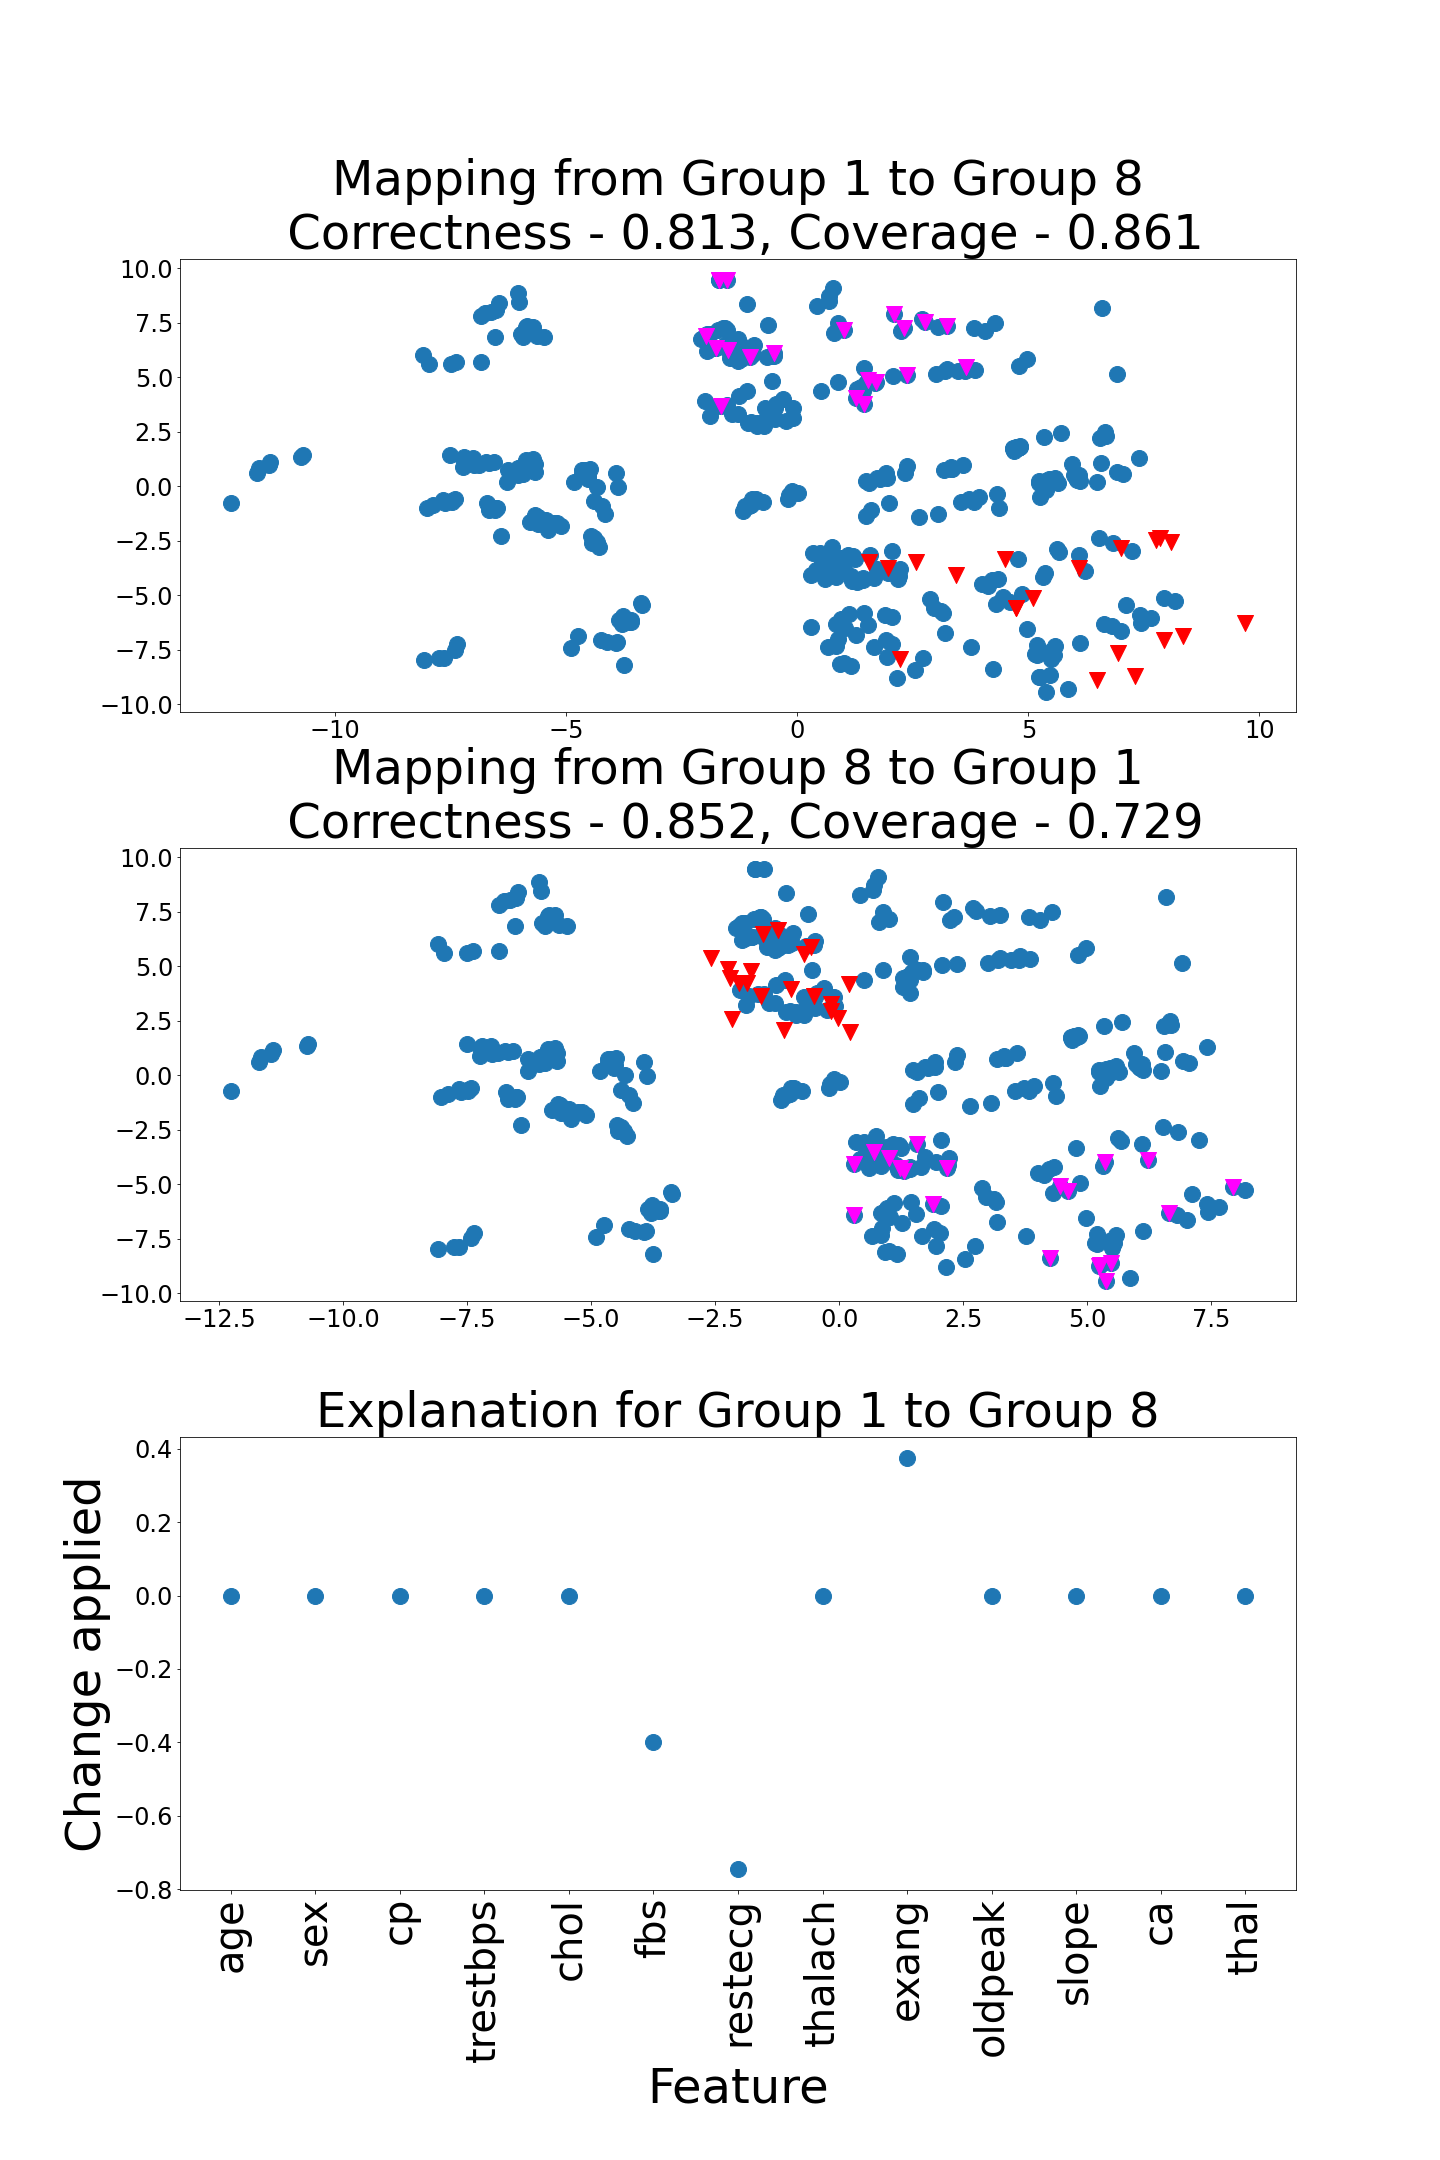 Mapping from Group 1 to Group 8
Correctness - 0.813, Coverage - 0.861
10.0
7.5
5.0
2.5
0.0
−2.5
−5.0
−7.5
−10.0
−10 −5 0 5 10
Mapping from Group 8 to Group 1
Correctness - 0.852, Coverage - 0.729
10.0
7.5
5.0
2.5
0.0
−2.5
−5.0
−7.5
−10.0
−12.5 −10.0 −7.5 −5.0 −2.5 0.0 2.5 5.0 7.5
Explanation for Group 1 to Group 8
Change applied
0.4
0.2
0.0
−0.2
−0.4
−0.6
−0.8
age sex cp trestbps chol fbs restecg thalach exang oldpeak slope ca thal
Feature